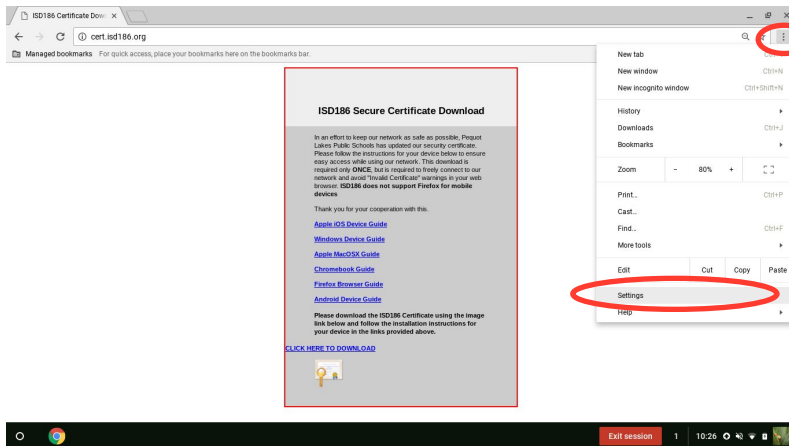 ISD186 Certificate Dow
cert.isd186.org
Managed bookmarks For quick access, place your bookmarks here on the bookmarks bar.
ISD186 Secure Certificate Download
In an effort to keep our network as safe as possible, Pequot
Lakes Public Schools has updated our security certificate.
Please follow the instructions for your device below to ensure
easy access while using our network. This download is
required only ONCE, but is required to freely connect to our
network and avoid "Invalid Certificate" warnings in your web
browser. ISD186 does not support Firefox for mobile
devices
Thank you for your cooperation with this.
Apple iOS Device Guide
Windows Device Guide
Apple MacOSX Guide
Chromebook Guide
Firefox Browser Guide
Android Device Guide
Please download the ISD186 Certificate using the image
link below and follow the installation instructions for
your device in the links provided above.
CLICK HERE TO DOWNLOAD
New tab
New window Ctrl+N
New incognito window Ctrl+Shift+N
History
Downloads Ctrl+J
Bookmarks
Zoom - 80% +
Print... Ctrl+P
Cast...
Find... Ctrl+F
More tools
Edit Cut Copy Paste
Settings
Help
Exit session 1 10:26